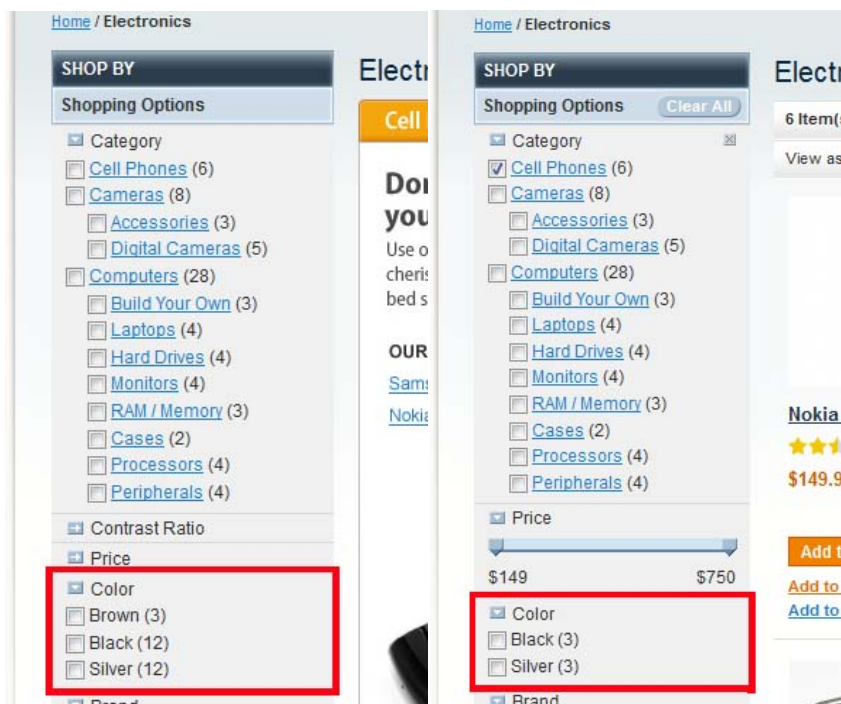 Home / Electronics
SHOP BY
Shopping Options
Category
Cell Phones (6)
Cameras (8)
Accessories (3)
Digital Cameras (5)
Computers (28)
Build Your Own (3)
Laptops (4)
Hard Drives (4)
Monitors (4)
RAM / Memory (3)
Cases (2)
Processors (4)
Peripherals (4)
Contrast Ratio
Price
Color
Brown (3)
Black (12)
Silver (12)
Brand
Electr
Cell
Use o
cheris
bed s
OUR
Sams
Nokia
Home / Electronics
SHOP BY
Shopping Options Clear All
Category
Cell Phones (6)
Cameras (8)
Accessories (3)
Digital Cameras (5)
Computers (28)
Build Your Own (3)
Laptops (4)
Hard Drives (4)
Monitors (4)
RAM / Memory (3)
Cases (2)
Processors (4)
Peripherals (4)
Price
$149 $750
Color
Black (3)
Silver (3)
Brand
Elect
6 Item(
View as
Nokia
$149.9
Add t
Add to
Add to